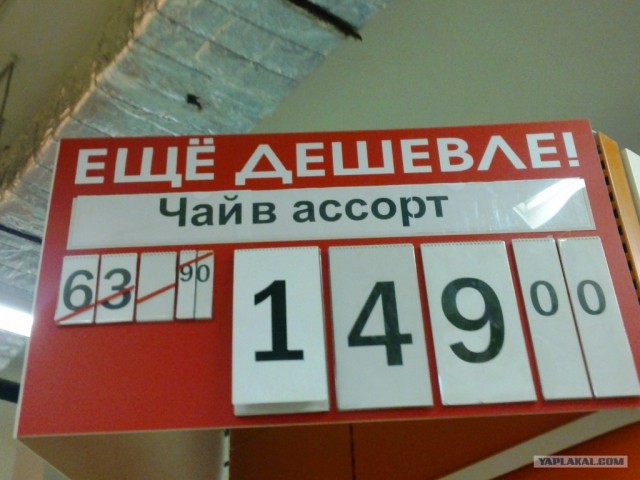 ЕЩЁ ДЕШЕВЛЕ!
Чай в ассорт
63 90
149 00
YAPLAKAL.COM